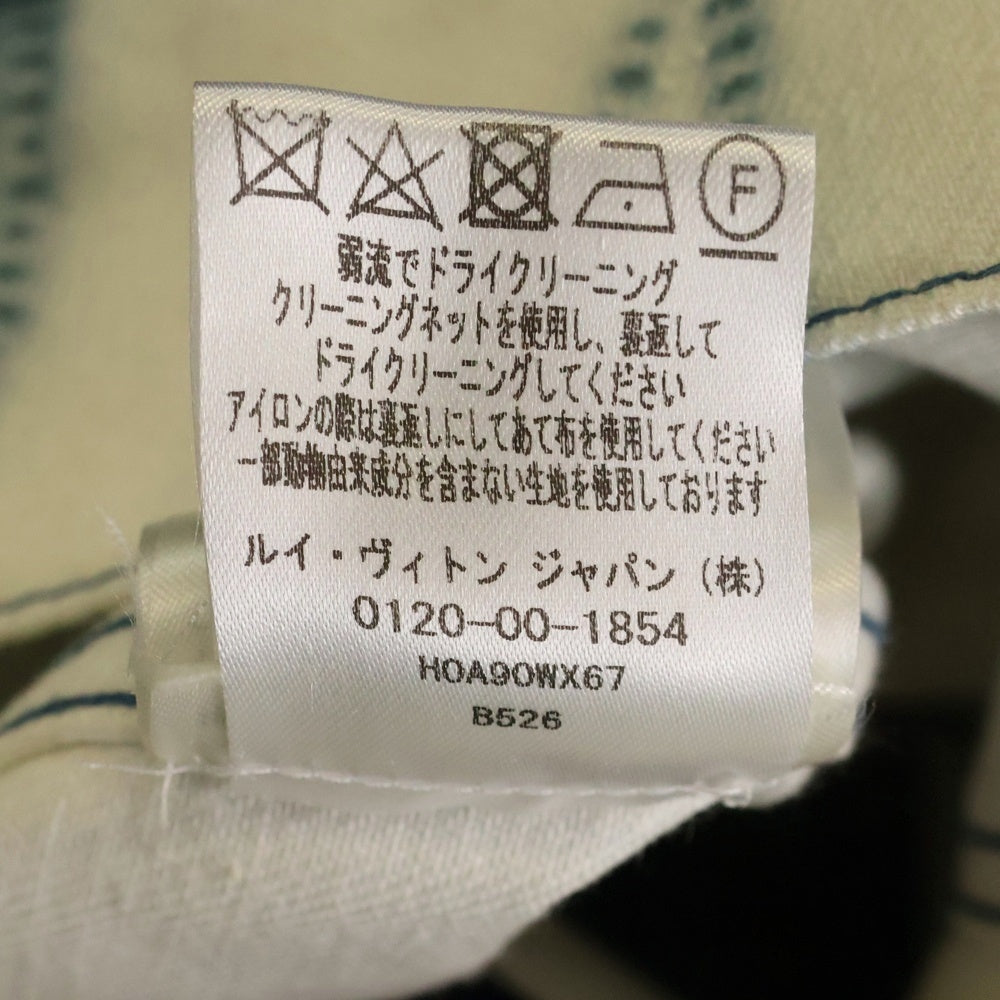 F
弱流でドライクリーニング
クリーニングネットを使用し、裏返して
ドライクリーニングしてください
アイロンの際は裏返しにしてあて布を使用してください
一部動物由来成分を含まない生地を使用しております
ルイ・ヴィトン ジャパン (株)
0120-00-1854
H0A90WX67
B526